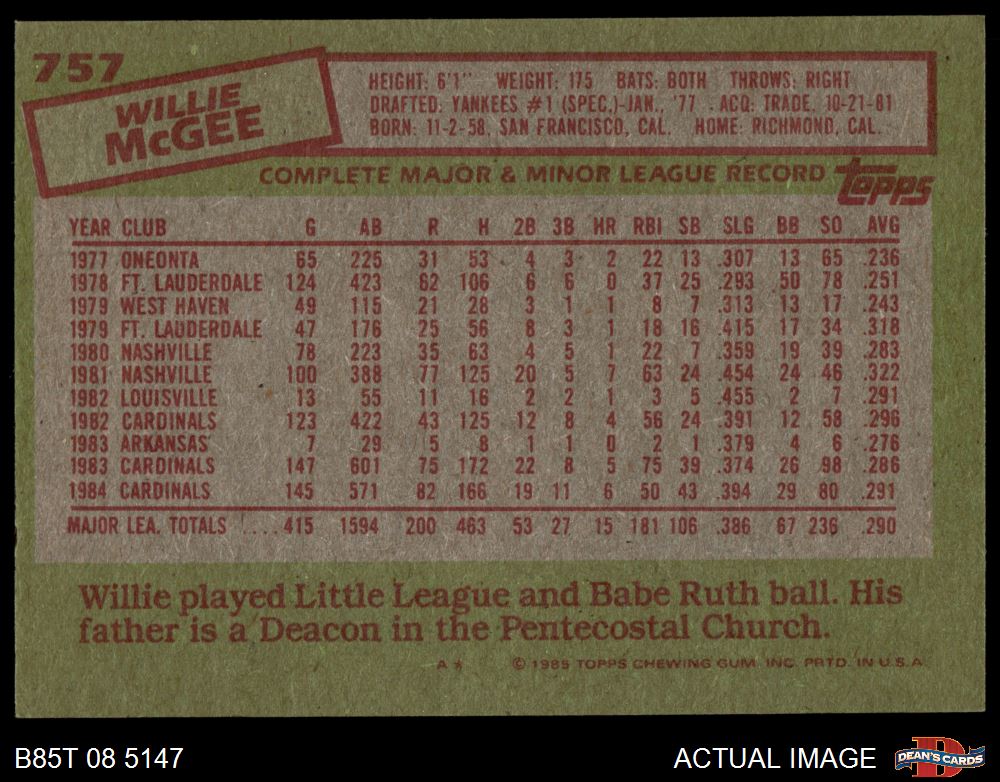 757
WILLIE
McGEE
HEIGHT: 6'1" WEIGHT: 175 BATS: BOTH THROWS: RIGHT
DRAFTED: YANKEES #1 (SPEC.)-JAN., '77 . ACQ: TRADE, 10-21-81
BORN: 11-2-58, SAN FRANCISCO, CAL. HOME: RICHMOND, CAL.
COMPLETE MAJOR & MINOR LEAGUE RECORD topps
YEAR CLUB G AB R H 2B 3B HR RBI SB SLG BB SO AVG
1977 ONEONTA 65 225 31 53 4 3 2 22 13 .307 13 65 .236
1978 FT. LAUDERDALE 124 423 62 106 6 6 0 37 25 .293 50 78 .251
1979 WEST HAVEN 49 115 21 28 3 1 1 8 7 .313 13 17 .243
1979 FT. LAUDERDALE 47 176 25 56 8 3 1 18 16 .415 17 34 .318
1980 NASHVILLE 78 223 35 63 4 5 1 22 7 .359 19 39 .283
1981 NASHVILLE 100 388 77 125 20 5 7 63 24 .454 24 46 .322
1982 LOUISVILLE 13 55 11 16 2 2 1 3 5 .455 2 7 .291
1982 CARDINALS 123 422 43 125 12 8 4 56 24 .391 12 58 .296
1983 ARKANSAS 7 29 5 8 1 1 0 2 1 .379 4 6 .276
1983 CARDINALS 147 601 75 172 22 8 5 75 39 .374 26 98 .286
1984 CARDINALS 145 571 82 166 19 11 6 50 43 .394 29 80 .291
MAJOR LEA. TOTALS .... 415 1594 200 463 53 27 15 181 106 .386 67 236 .290
Willie played Little League and Babe Ruth ball. His
father is a Deacon in the Pentecostal Church.
A* © 1985 TOPPS CHEWING GUM, INC. PRTD. IN U.S.A.
B85T 08 5147 ACTUAL IMAGE D DEAN'S CARDS